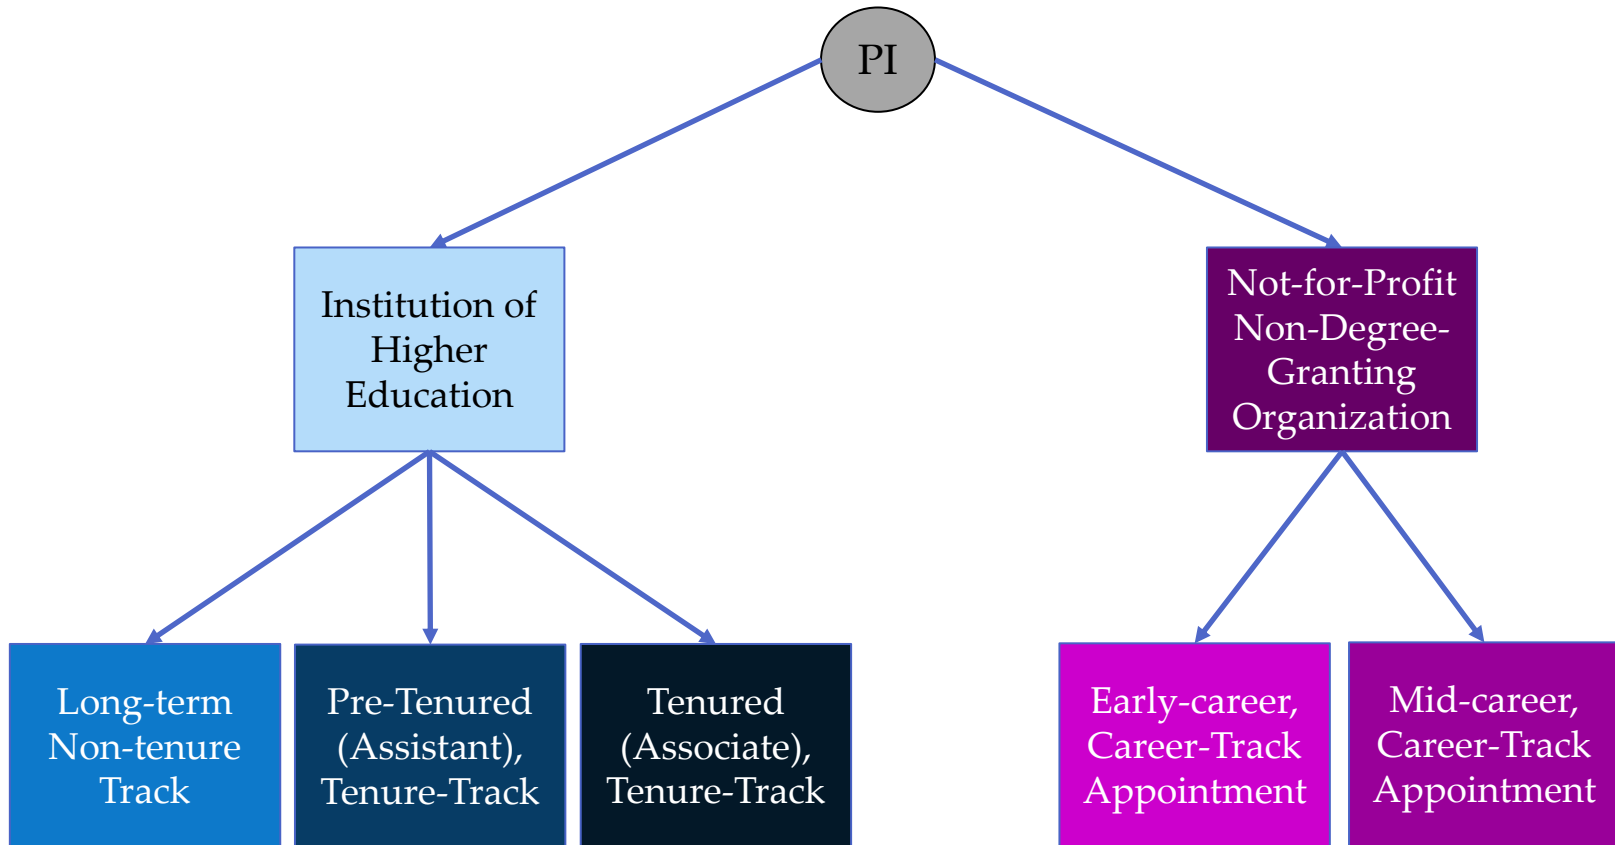 PI
Institution of
Higher
Education
Not-for-Profit
Non-Degree-
Granting
Organization
Long-term
Non-tenure
Track
Pre-Tenured
(Assistant),
Tenure-Track
Tenured
(Associate),
Tenure-Track
Early-career,
Career-Track
Appointment
Mid-career,
Career-Track
Appointment